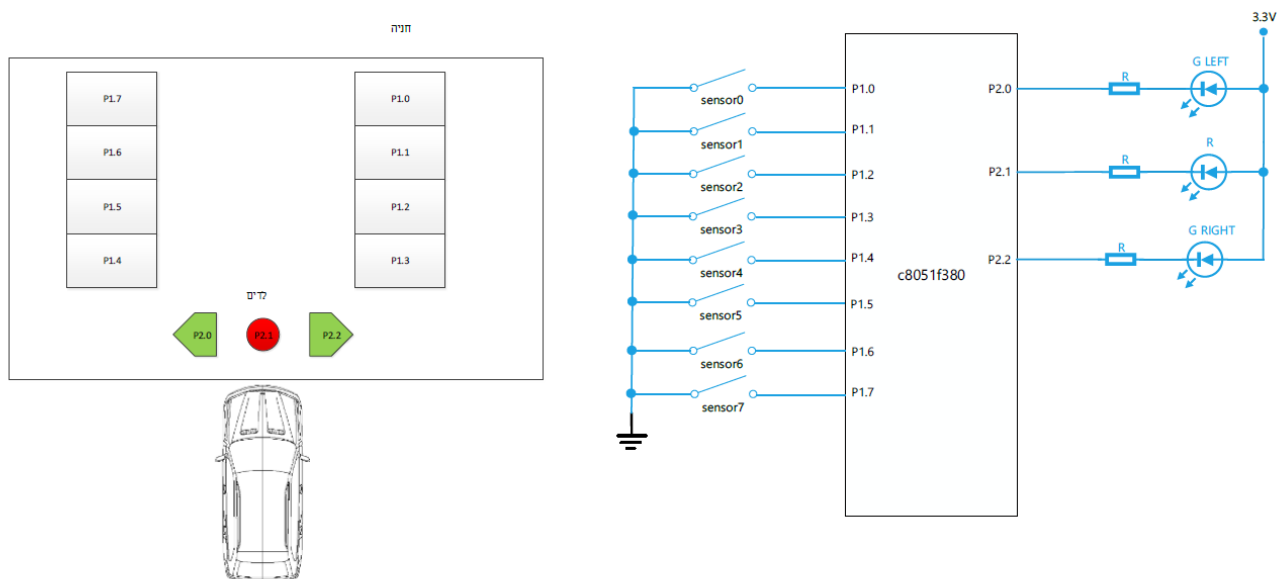 חניה
P1.7
P1.0
P1.6
P1.1
P1.5
P1.2
P1.4
P1.3
לדים
P2.0
P2.1
P2.2
3.3V
sensor0
P1.0
P2.0
R
G LEFT
sensor1
P1.1
sensor2
P1.2
P2.1
R
R
sensor3
P1.3
sensor4
P1.4
P2.2
R
G RIGHT
c8051f380
sensor5
P1.5
sensor6
P1.6
sensor7
P1.7